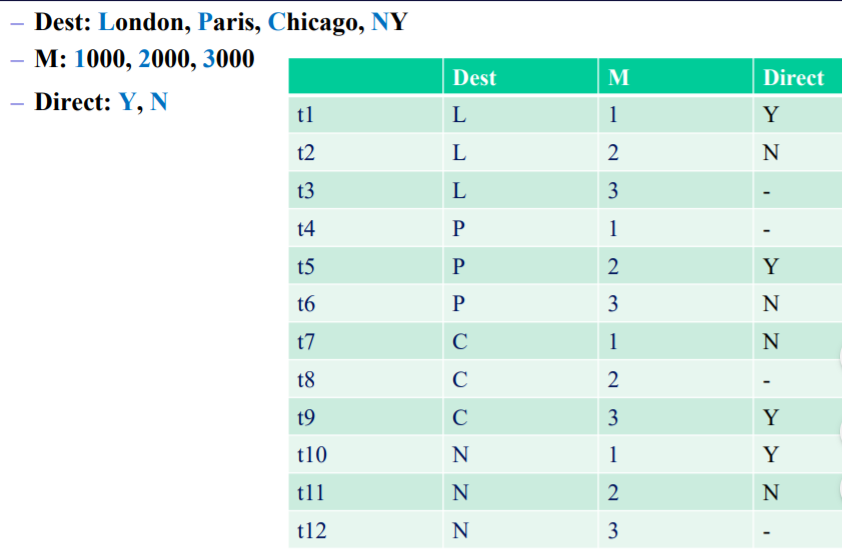 – Dest: London, Paris, Chicago, NY
– M: 1000, 2000, 3000
– Direct: Y, N
Dest M Direct
t1 L 1 Y
t2 L 2 N
t3 L 3 -
t4 P 1 -
t5 P 2 Y
t6 P 3 N
t7 C 1 N
t8 C 2 -
t9 C 3 Y
t10 N 1 Y
t11 N 2 N
t12 N 3 -